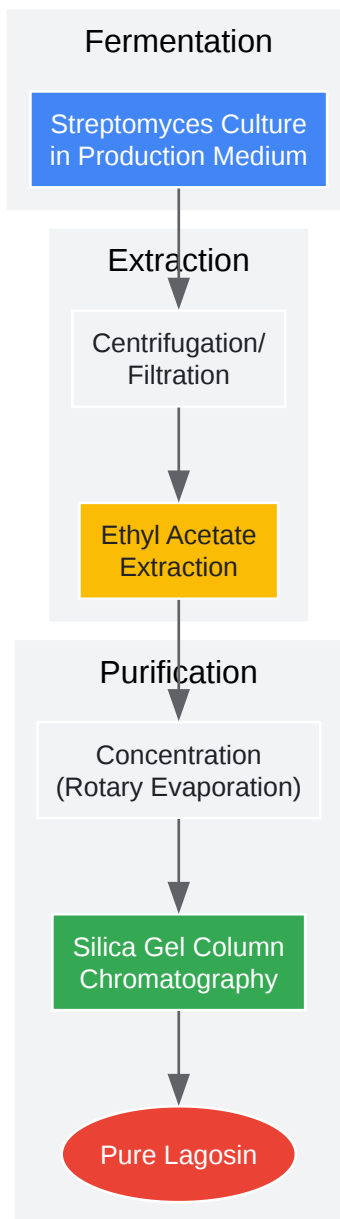 Fermentation
Streptomyces Culture
in Production Medium
Extraction
Centrifugation/
Filtration
Ethyl Acetate
Extraction
Purification
Concentration
(Rotary Evaporation)
Silica Gel Column
Chromatography
Pure Lagosin